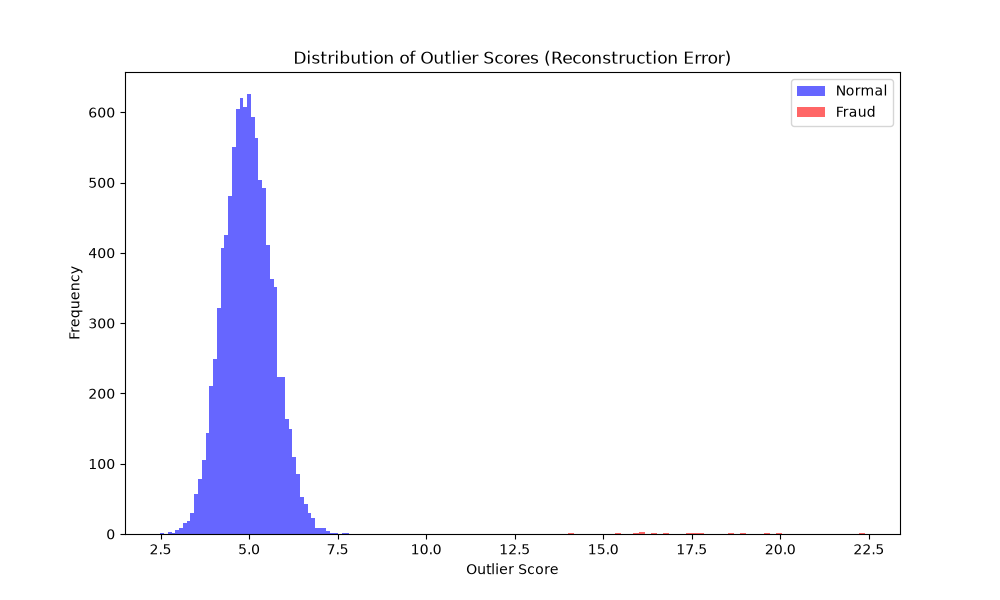 Distribution of Outlier Scores (Reconstruction Error)
Normal
Fraud
600
500
400
300
200
100
0
Frequency
2.5 5.0 7.5 10.0 12.5 15.0 17.5 20.0 22.5
Outlier Score